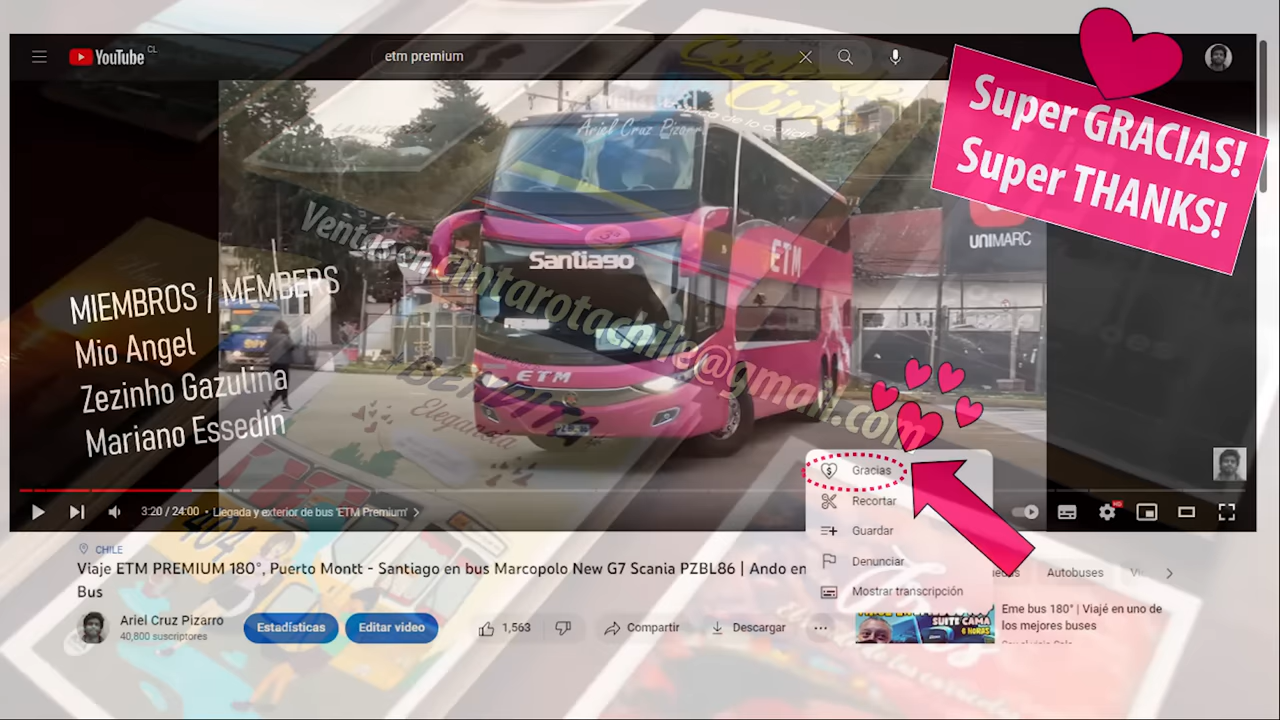 YouTube CL
etm premium
Super GRACIAS!
Super THANKS!
Ariel Cruz Pizarro
UNIMARC
Ventas en cintarotachile@gmail.com
Santiago
ETM
ETM
BENDITA
Elegancia
MIEMBROS / MEMBERS
Mio Angel
Zezinho Gazulina
Mariano Essedin
Gracias
Recortar
Guardar
Denunciar
Mostrar transcripción
3:20 / 24:00 • Llegada y exterior de bus 'ETM Premium'
HD
CHILE
Viaje ETM PREMIUM 180°, Puerto Montt - Santiago en bus Marcopolo New G7 Scania PZBL86 | Ando en
Bus
Autobuses
Ariel Cruz Pizarro
40,800 suscriptores
Estadísticas
Editar video
1,563
Compartir
Descargar
Eme bus 180° | Viajé en uno de
los mejores buses
SUITE CAMA
6 HORAS